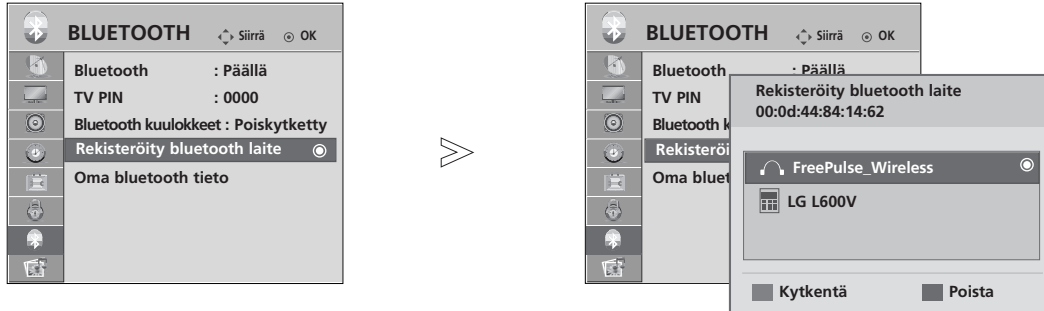 BLUETOOTH Siirrä OK
Bluetooth : Päällä
TV PIN : 0000
Bluetooth kuulokkeet : Poiskytketty
Rekisteröity bluetooth laite
Oma bluetooth tieto
BLUETOOTH Siirrä OK
Bluetooth : Päällä
TV PIN
Bluetooth k
Rekisteröi
Oma bluet
Rekisteröity bluetooth laite
00:0d:44:84:14:62
FreePulse_Wireless
LG L600V
Kytkentä Poista